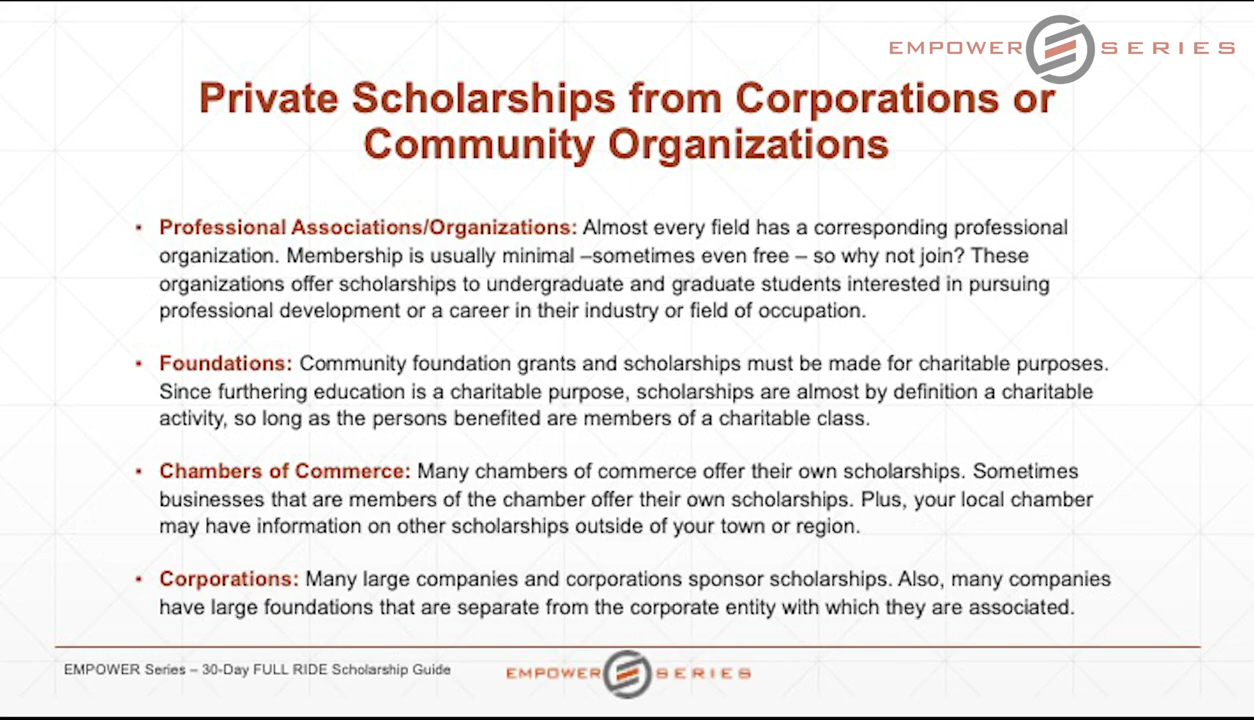 EMPOWER SERIES
Private Scholarships from Corporations or
Community Organizations
• Professional Associations/Organizations: Almost every field has a corresponding professional
organization. Membership is usually minimal –sometimes even free – so why not join? These
organizations offer scholarships to undergraduate and graduate students interested in pursuing
professional development or a career in their industry or field of occupation.
• Foundations: Community foundation grants and scholarships must be made for charitable purposes.
Since furthering education is a charitable purpose, scholarships are almost by definition a charitable
activity, so long as the persons benefited are members of a charitable class.
• Chambers of Commerce: Many chambers of commerce offer their own scholarships. Sometimes
businesses that are members of the chamber offer their own scholarships. Plus, your local chamber
may have information on other scholarships outside of your town or region.
• Corporations: Many large companies and corporations sponsor scholarships. Also, many companies
have large foundations that are separate from the corporate entity with which they are associated.
EMPOWER Series – 30-Day FULL RIDE Scholarship Guide
EMPOWER SERIES